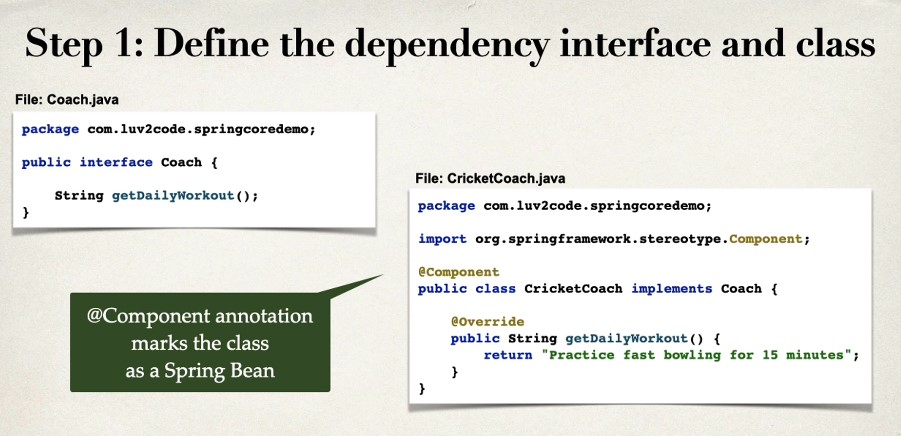 Step 1: Define the dependency interface and class
File: Coach.java
package com.luv2code.springcoredemo;
public interface Coach {
    String getDailyWorkout();
}
File: CricketCoach.java
package com.luv2code.springcoredemo;
import org.springframework.stereotype.Component;
@Component
public class CricketCoach implements Coach {
    @Override
    public String getDailyWorkout() {
        return "Practice fast bowling for 15 minutes";
    }
}
@Component annotation
marks the class
as a Spring Bean